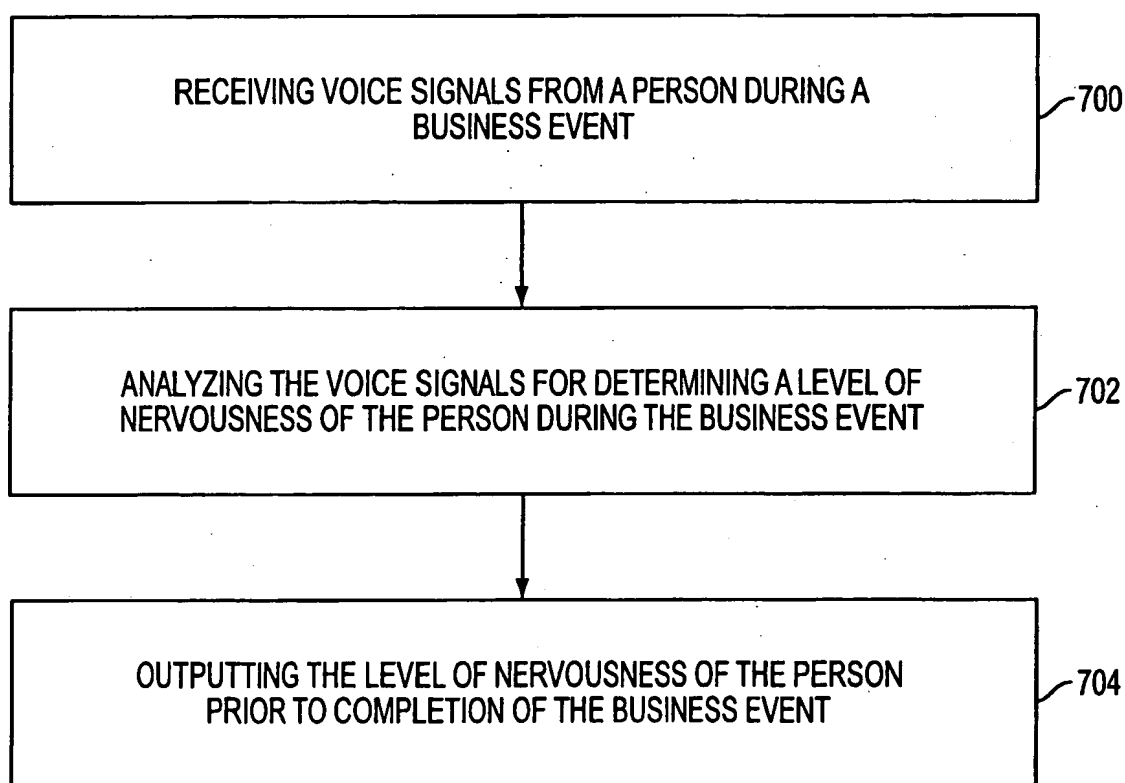 RECEIVING VOICE SIGNALS FROM A PERSON DURING A
BUSINESS EVENT
700
ANALYZING THE VOICE SIGNALS FOR DETERMINING A LEVEL OF
NERVOUSNESS OF THE PERSON DURING THE BUSINESS EVENT
702
OUTPUTTING THE LEVEL OF NERVOUSNESS OF THE PERSON
PRIOR TO COMPLETION OF THE BUSINESS EVENT
704